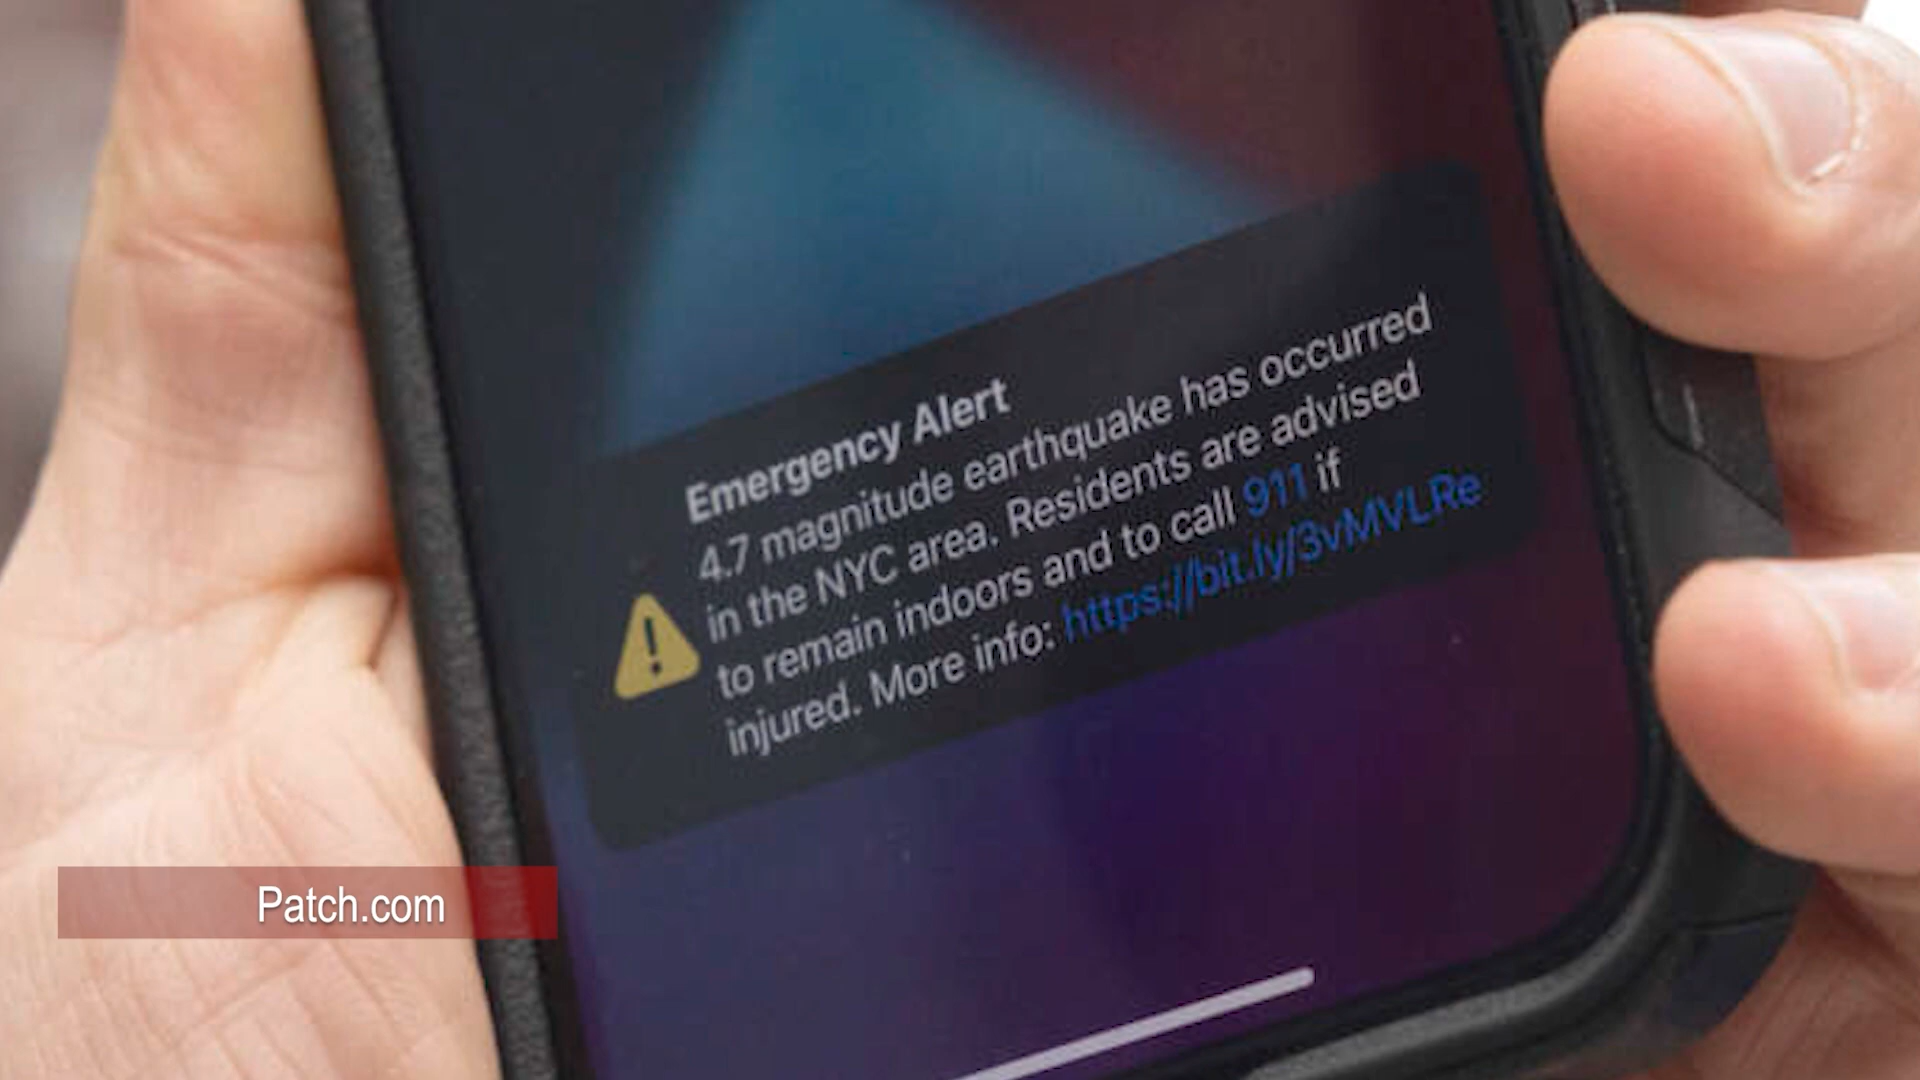 Emergency Alert
4.7 magnitude earthquake has occurred
in the NYC area. Residents are advised
to remain indoors and to call 911 if
injured. More info: https://bit.ly/3vMVLRe
Patch.com